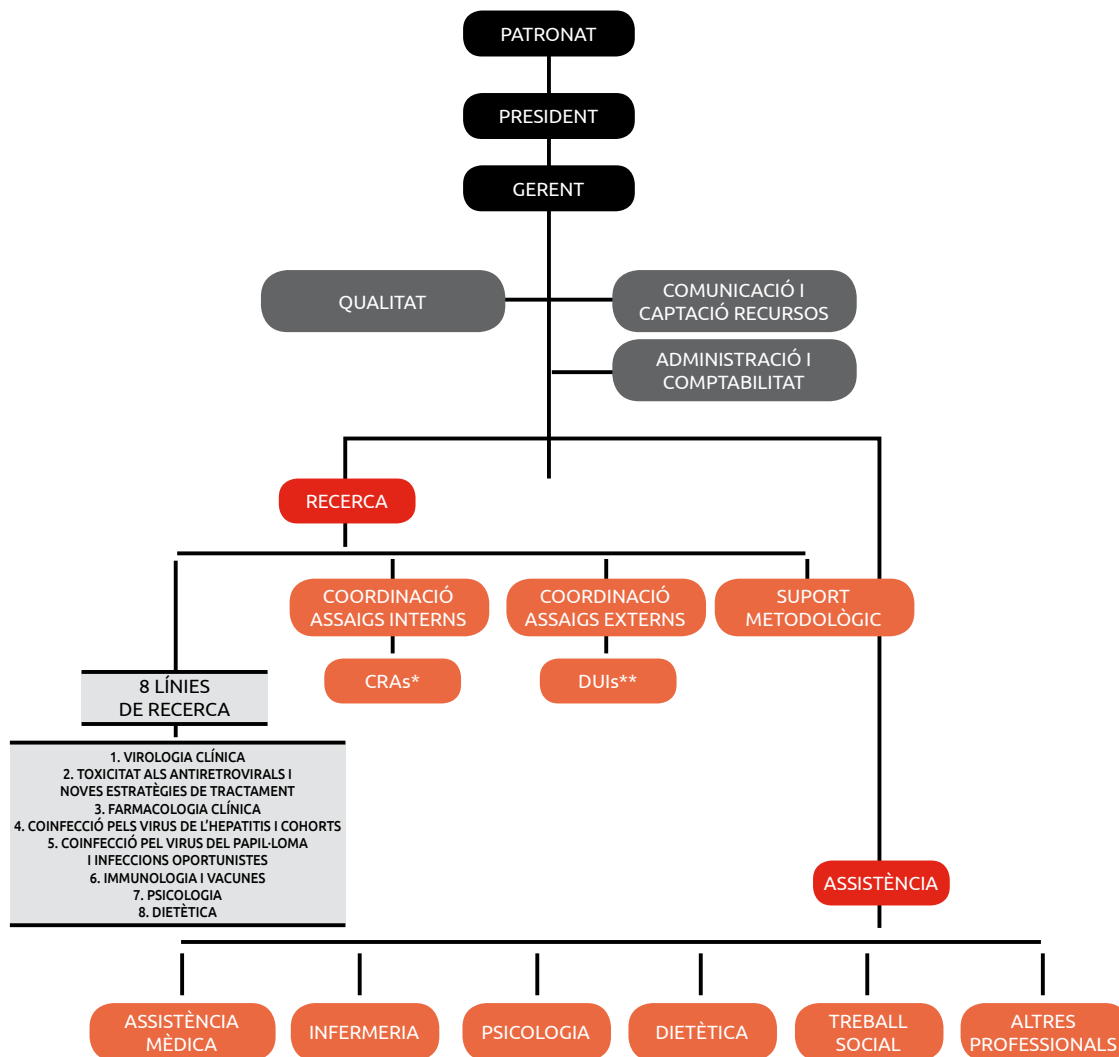 PATRONAT
PRESIDENT
GERENT
QUALITAT
COMUNICACIÓ I
CAPTACIÓ RECURSOS
ADMINISTRACIÓ I
COMPTABILITAT
RECERCA
COORDINACIÓ
ASSAIGS INTERNS
COORDINACIÓ
ASSAIGS EXTERNS
SUPORT
METODOLÒGIC
CRAs*
DUIs**
8 LÍNIES
DE RECERCA
1. VIROLOGIA CLÍNICA
2. TOXICITAT ALS ANTIRETROVIRALS I
NOVES ESTRATÈGIES DE TRACTAMENT
3. FARMACOLOGIA CLÍNICA
4. COINFECCIÓ PELS VIRUS DE L’HEPATITIS I COHORTS
5. COINFECCIÓ PEL VIRUS DEL PAPIL·LOMA
I INFECCIONS OPORTUNISTES
6. IMMUNOLOGIA I VACUNES
7. PSICOLOGIA
8. DIETÈTICA
ASSISTÈNCIA
ASSISTÈNCIA
MÈDICA
INFERMERIA
PSICOLOGIA
DIETÈTICA
TREBALL
SOCIAL
ALTRES
PROFESSIONALS